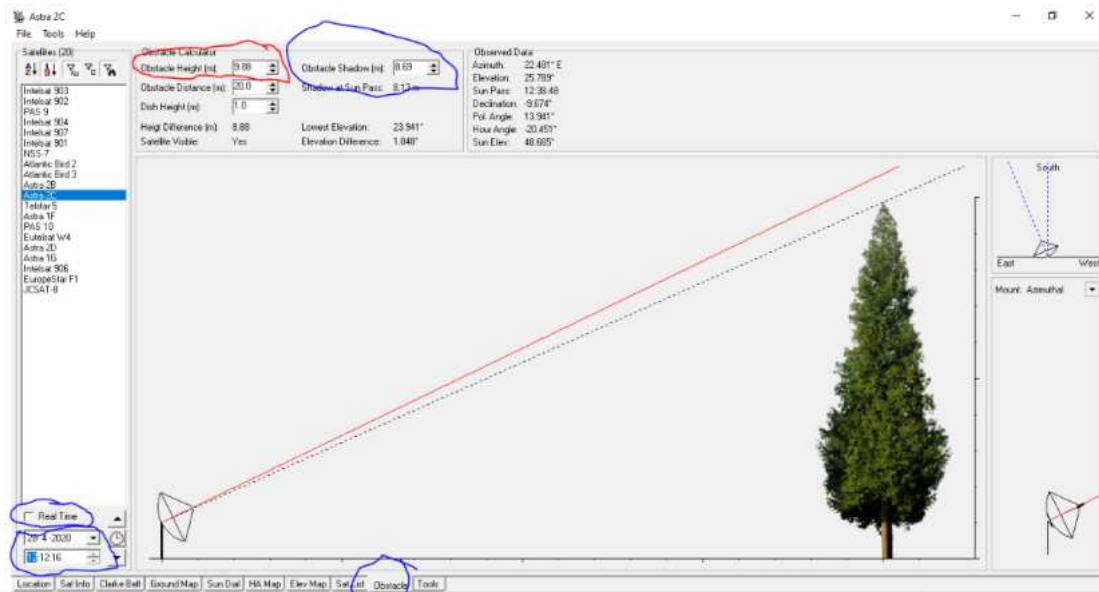 Astra 2C
File Tools Help
Satellites (20)
Intelsat 903
Intelsat 902
PAS 9
Intelsat 904
Intelsat 907
Intelsat 901
NSS-7
Atlantic Bird 2
Atlantic Bird 3
Astra 2B
Astra 2C
Telstar 5
Astra 1F
PAS 10
Eutelsat W4
Astra 2D
Astra 1G
Intelsat 906
EuropeStar F1
JCSAT-8
Real Time
-4-2020
:12:16
Obstacle Calculator
Obstacle Height (m): 9.88
Obstacle Distance (m): 20.0
Dish Height (m): 1.0
Heigt Difference (m): 8.88
Satellite Visible: Yes
Obstacle Shadow (m): 8.69
Shadow at Sun Pass: 8.13 m
Lowest Elevation: 23.941°
Elevation Difference: 1.848°
Observed Data
Azimuth: 22.481° E
Elevation: 25.789°
Sun Pass: 12:38:48
Declination: -9.674°
Pol. Angle: 13.941°
Hour Angle: -20.451°
Sun Elev: 48.665°
South
East West
Mount: Azimuthal
Location Sat Info Clarke Belt Ground Map Sun Dial HA Map Elev Map Sat List Obstacle Tools